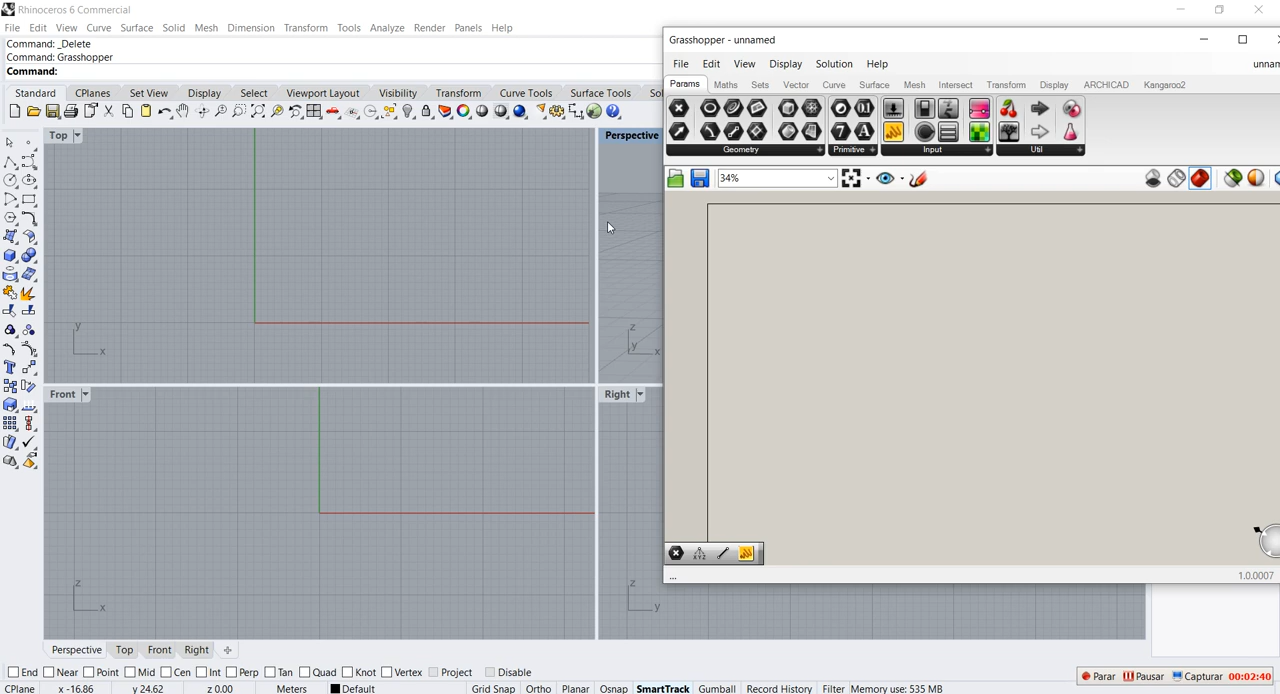 Rhinoceros 6 Commercial
File Edit View Curve Surface Solid Mesh Dimension Transform Tools Analyze Render Panels Help
Command: _Delete
Command: Grasshopper
Command:
Standard CPlanes Set View Display Select Viewport Layout Visibility Transfo Curve Tools Surface Tools Sol
Top
Perspective
y
x
z
y
x
Front
Right
z
x
z
y
Perspective Top Front Right
End Near Point Mid Cen Int Perp Tan Quad Knot Vertex Project Disable
CPlane x -16.86 y 24.62 z 0.00 Meters Default Grid Snap Ortho Planar Osnap SmartTrack Gumball Record History Filter Memory use: 535 MB
Grasshopper - unnamed
File Edit View Display Solution Help unnam
Params Maths Sets Vector Curve Surface Mesh Intersect Transform Display ARCHICAD Kangaroo2
Geometry Primitive Input Util
34%
...
1.0.0007
Parar Pausar Capturar 00:02:40